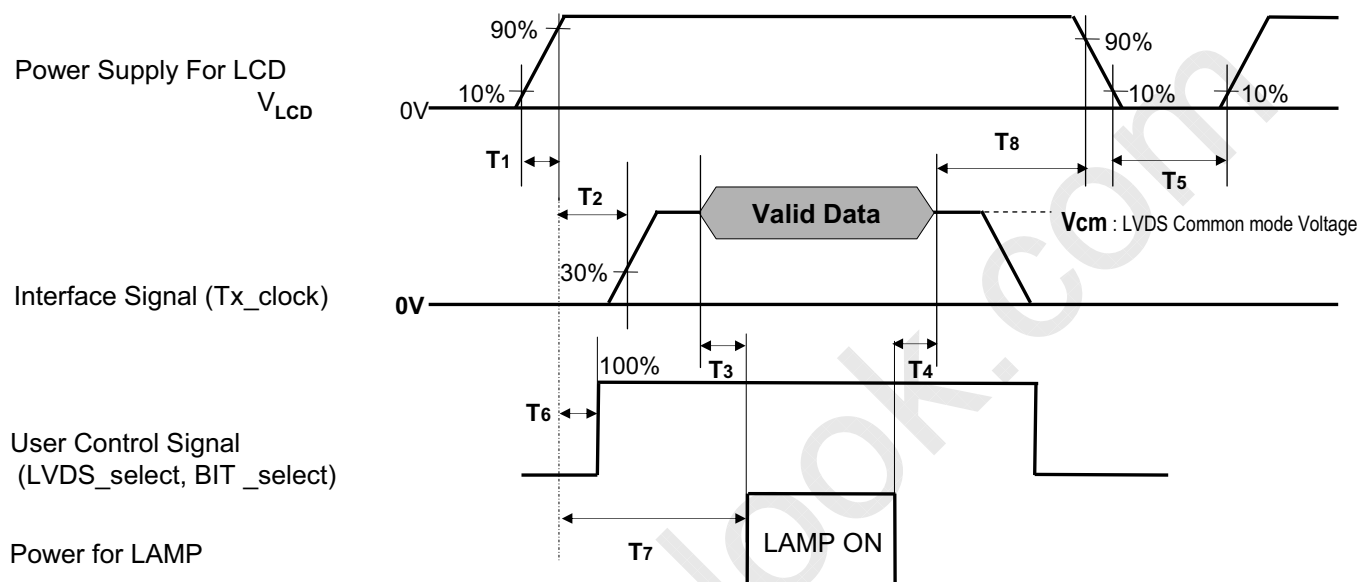 90%
90%
Power Supply For LCD
VLCD
10%
10%
10%
0V
T1
T8
T2
T5
Valid Data
Vcm : LVDS Common mode Voltage
30%
Interface Signal (Tx_clock)
0V
100%
T3
T4
T6
User Control Signal
(LVDS_select, BIT _select)
T7
LAMP ON
Power for LAMP
look.com